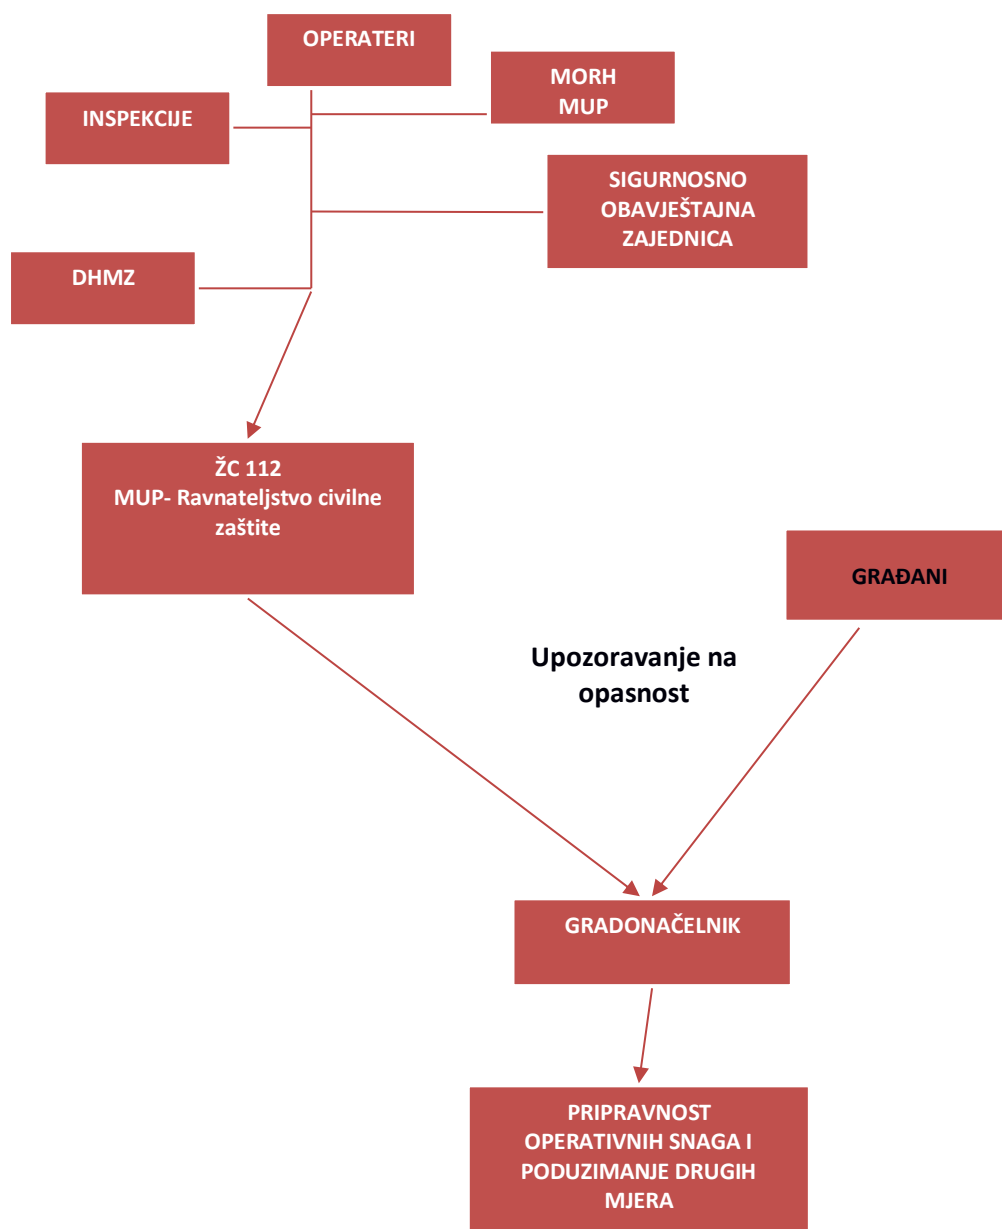 OPERATERI
MORH
MUP
INSPEKCIJE
SIGURNOSNO
OBAVJEŠTAJNA
ZAJEDNICA
DHMZ
ŽC 112
MUP- Ravnateljstvo civilne
zaštite
GRAĐANI
Upozoravanje na
opasnost
GRADONAČELNIK
PRIPRAVNOST
OPERATIVNIH SNAGA I
PODUZIMANJE DRUGIH
MJERA